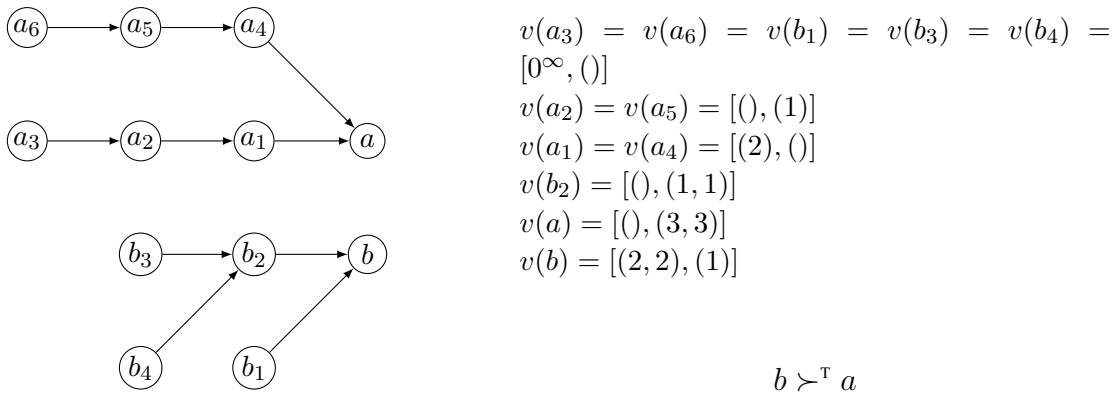 a₆ a₅ a₄
a₃ a₂ a₁ a
b₃ b₂ b
b₄ b₁
v(a₃) = v(a₆) = v(b₁) = v(b₃) = v(b₄) =
[0^∞, ()]
v(a₂) = v(a₅) = [(), (1)]
v(a₁) = v(a₄) = [(2), ()]
v(b₂) = [(), (1, 1)]
v(a) = [(), (3, 3)]
v(b) = [(2, 2), (1)]
b ≻ᵀ a